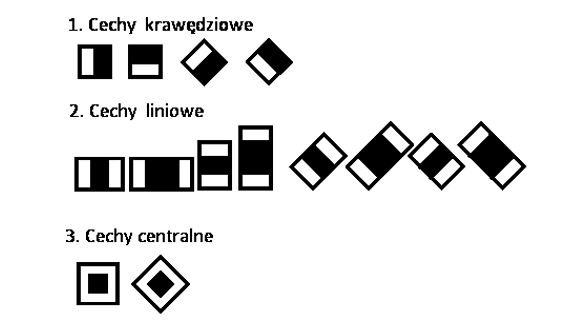 1. Cechy krawędziowe
2. Cechy liniowe
3. Cechy centralne